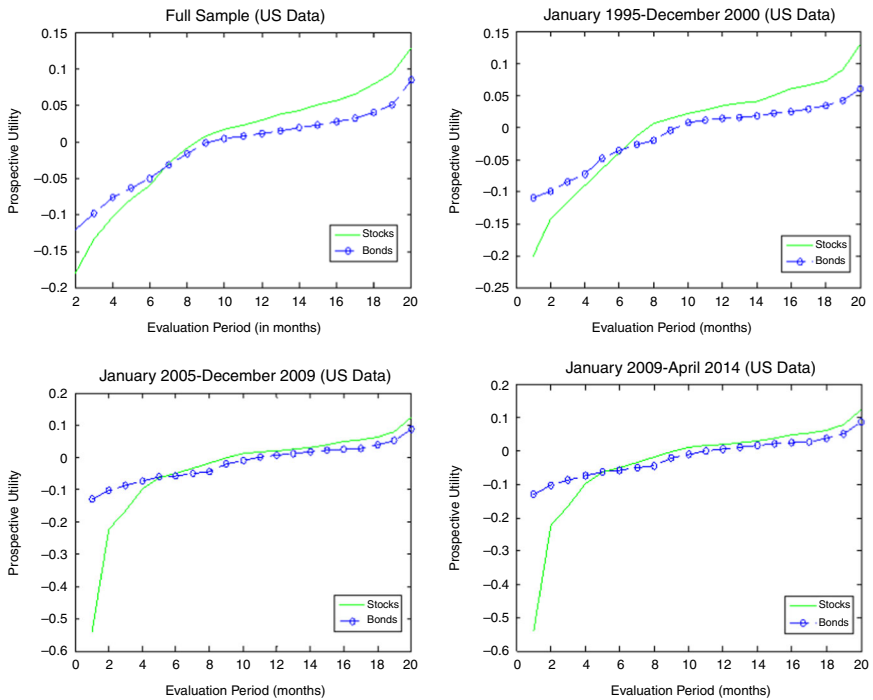 Full Sample (US Data)
0.15
0.1
0.05
0
−0.05
−0.1
−0.15
−0.2
2 4 6 8 10 12 14 16 18 20
Prospective Utility
Evaluation Period (in months)
Stocks
Bonds
January 1995-December 2000 (US Data)
0.15
0.1
0.05
0
−0.05
−0.1
−0.15
−0.2
−0.25
0 2 4 6 8 10 12 14 16 18 20
Prospective Utility
Evaluation Period (months)
Stocks
Bonds
January 2005-December 2009 (US Data)
0.2
0.1
0
−0.1
−0.2
−0.3
−0.4
−0.5
−0.6
0 2 4 6 8 10 12 14 16 18 20
Prospective Utility
Evaluation Period (months)
Stocks
Bonds
January 2009-April 2014 (US Data)
0.2
0.1
0
−0.1
−0.2
−0.3
−0.4
−0.5
−0.6
0 2 4 6 8 10 12 14 16 18 20
Prospective Utility
Evaluation Period (months)
Stocks
Bonds